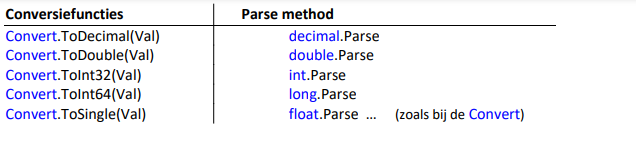 Conversiefuncties Parse method
Convert.ToDecimal(Val) decimal.Parse
Convert.ToDouble(Val) double.Parse
Convert.ToInt32(Val) int.Parse
Convert.ToInt64(Val) long.Parse
Convert.ToSingle(Val) float.Parse ... (zoals bij de Convert)